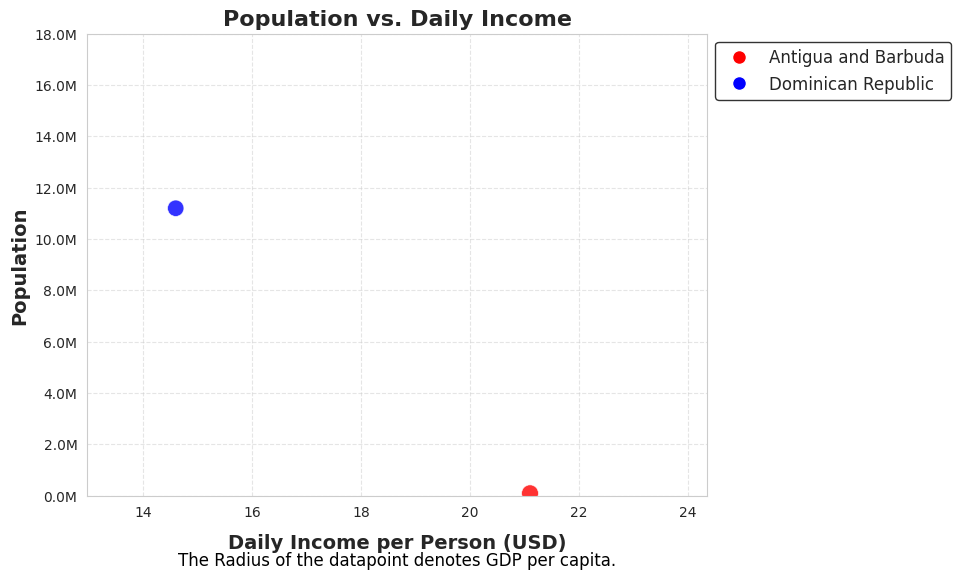 Population vs. Daily Income
18.0M
16.0M
14.0M
12.0M
10.0M
8.0M
6.0M
4.0M
2.0M
0.0M
Population
14 16 18 20 22 24
Daily Income per Person (USD)
The Radius of the datapoint denotes GDP per capita.
Antigua and Barbuda
Dominican Republic